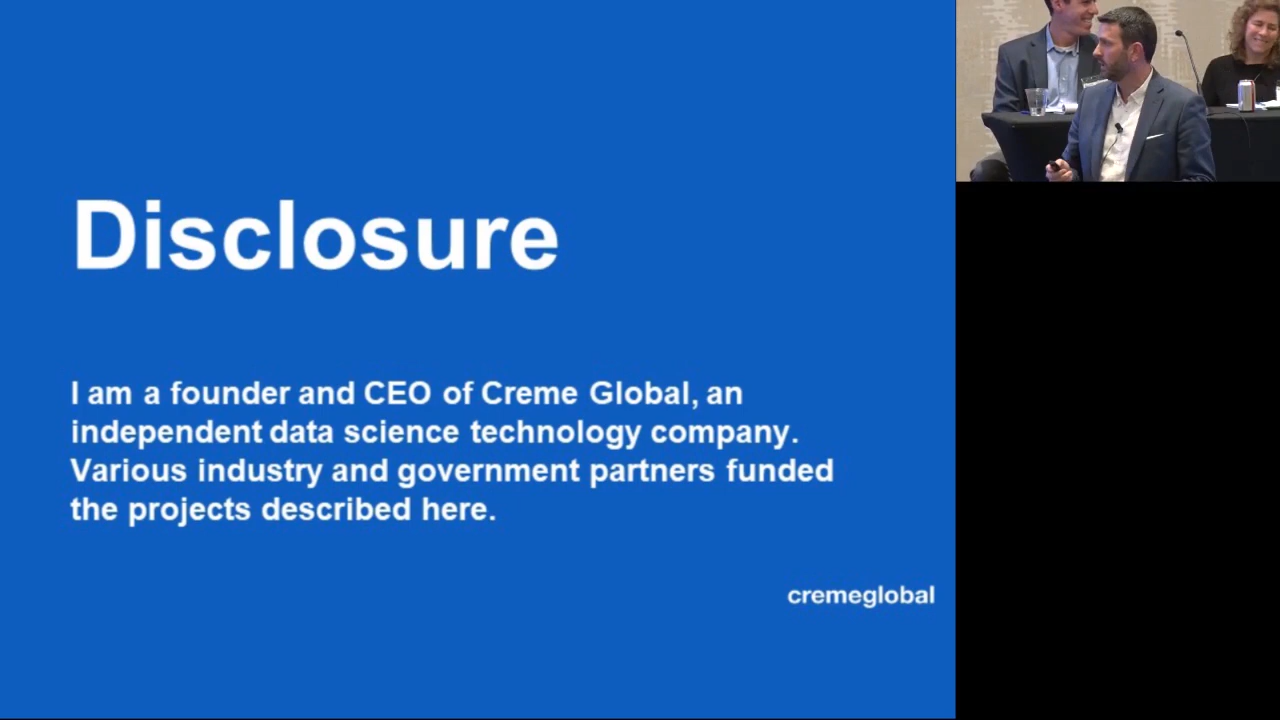 Disclosure
I am a founder and CEO of Creme Global, an
independent data science technology company.
Various industry and government partners funded
the projects described here.
cremeglobal